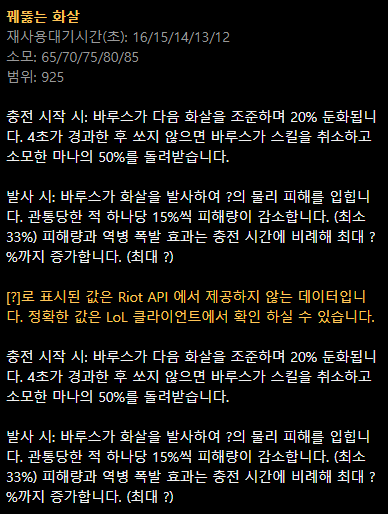 꿰뚫는 화살
재사용대기시간(초): 16/15/14/13/12
소모: 65/70/75/80/85
범위: 925
충전 시작 시: 바루스가 다음 화살을 조준하며 20% 둔화됩니
다. 4초가 경과한 후 쏘지 않으면 바루스가 스킬을 취소하고
소모한 마나의 50%를 돌려받습니다.
발사 시: 바루스가 화살을 발사하여 ?의 물리 피해를 입힙니
다. 관통당한 적 하나당 15%씩 피해량이 감소합니다. (최소
33%) 피해량과 역병 폭발 효과는 충전 시간에 비례해 최대 ?
%까지 증가합니다. (최대 ?)
[?]로 표시된 값은 Riot API 에서 제공하지 않는 데이터입니
다. 정확한 값은 LoL 클라이언트에서 확인 하실 수 있습니다.
충전 시작 시: 바루스가 다음 화살을 조준하며 20% 둔화됩니
다. 4초가 경과한 후 쏘지 않으면 바루스가 스킬을 취소하고
소모한 마나의 50%를 돌려받습니다.
발사 시: 바루스가 화살을 발사하여 ?의 물리 피해를 입힙니
다. 관통당한 적 하나당 15%씩 피해량이 감소합니다. (최소
33%) 피해량과 역병 폭발 효과는 충전 시간에 비례해 최대 ?
%까지 증가합니다. (최대 ?)